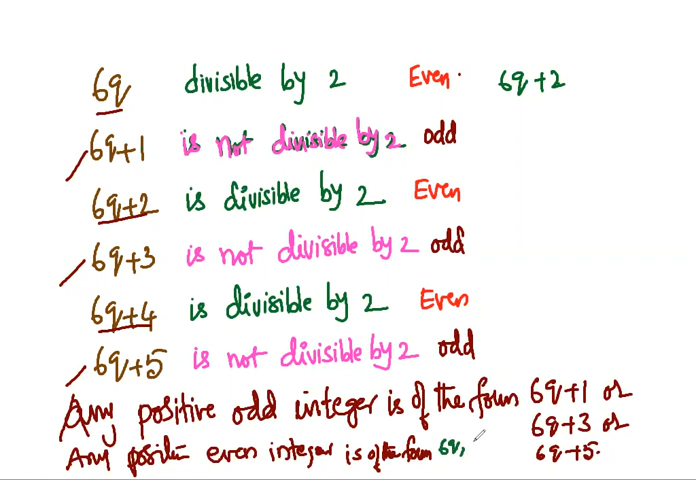 6q divisible by 2 Even. 6q+2
6q+1 is not divisible by 2 odd
6q+2 is divisible by 2 Even
6q+3 is not divisible by 2 odd
6q+4 is divisible by 2 Even
6q+5 is not divisible by 2 odd
Any positive odd integer is of the form 6q+1 or
6q+3 or
Any positive even integer is of the form 6q, 6q+5.